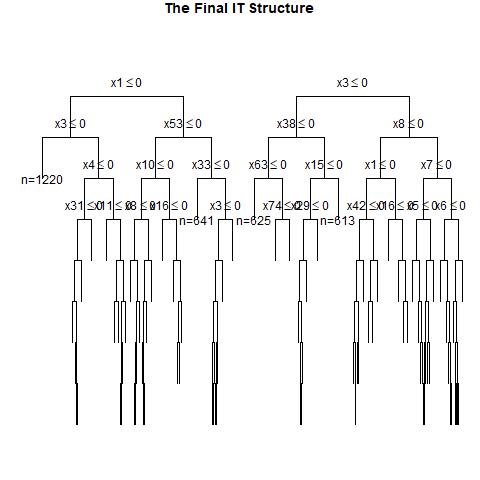 The Final IT Structure
x1 ≤ 0 x3 ≤ 0
x3 ≤ 0 x53 ≤ 0 x38 ≤ 0 x8 ≤ 0
x4 ≤ 0 x10 ≤ 0 x33 ≤ 0 x63 ≤ 0 x15 ≤ 0 x1 ≤ 0 x7 ≤ 0
n=1220
x31 ≤ 0 x11 ≤ 0 x8 ≤ 0 x16 ≤ 0 x3 ≤ 0 x74 ≤ 0 x29 ≤ 0 x42 ≤ 0 x16 ≤ 0 x5 ≤ 0 x6 ≤ 0
n=641 n=625 n=613